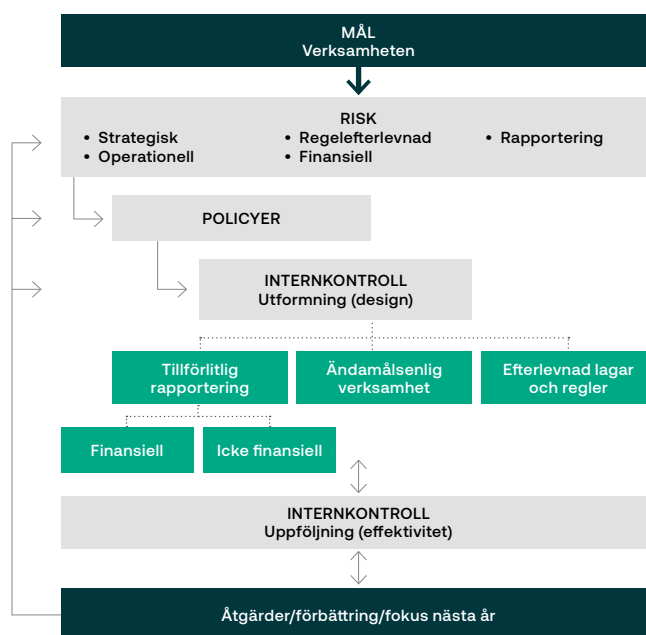 MÅL
Verksamheten
RISK
• Strategisk
• Operationell
• Regelefterlevnad
• Finansiell
• Rapportering
POLICYER
INTERNKONTROLL
Utformning (design)
Tillförlitlig
rapportering
Ändamålsenlig
verksamhet
Efterlevnad lagar
och regler
Finansiell
Icke finansiell
INTERNKONTROLL
Uppföljning (effektivitet)
Åtgärder/förbättring/fokus nästa år